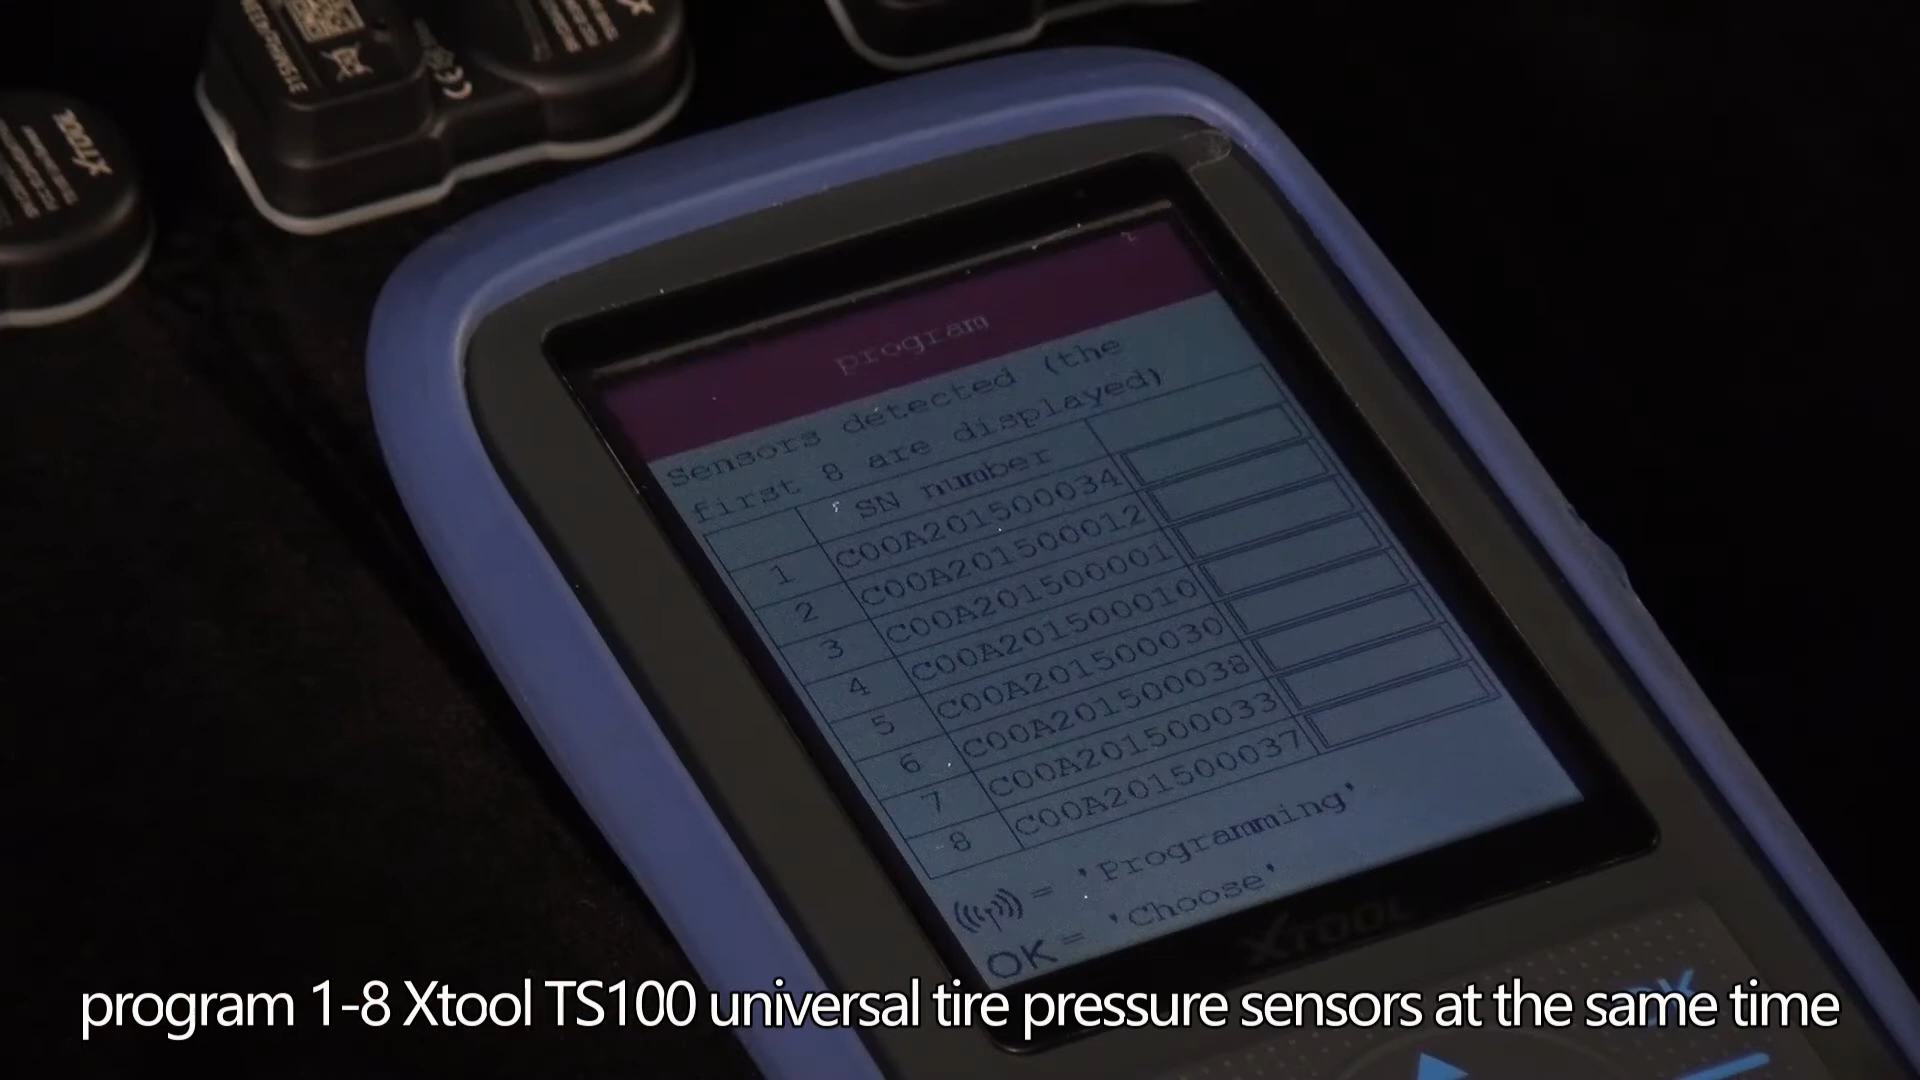 XTOOL
program
Sensors detected (the
first 8 are displayed)
SN number
1 C00A201500034
2 C00A201500012
3 C00A201500001
4 C00A201500010
5 C00A201500030
6 C00A201500038
7 C00A201500033
8 C00A201500037
= 'Programming'
OK = 'Choose'
XTOOL
OK
program 1-8 Xtool TS100 universal tire pressure sensors at the same time